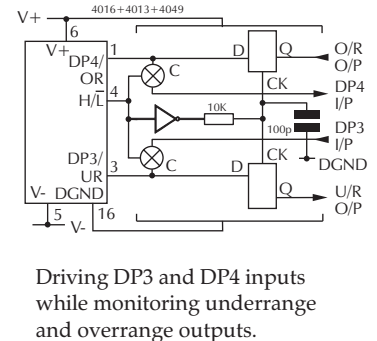 V+
4016+4013+4049
6
V+
1
DP4/
OR
C
D
Q
O/R
O/P
H/L̅
4
CK
DP4
I/P
10K
100p
DP3
I/P
C
DP3/
UR
3
D
CK
DGND
V-
DGND
Q
U/R
O/P
5
V-
16
Driving DP3 and DP4 inputs
while monitoring underrange
and overrange outputs.